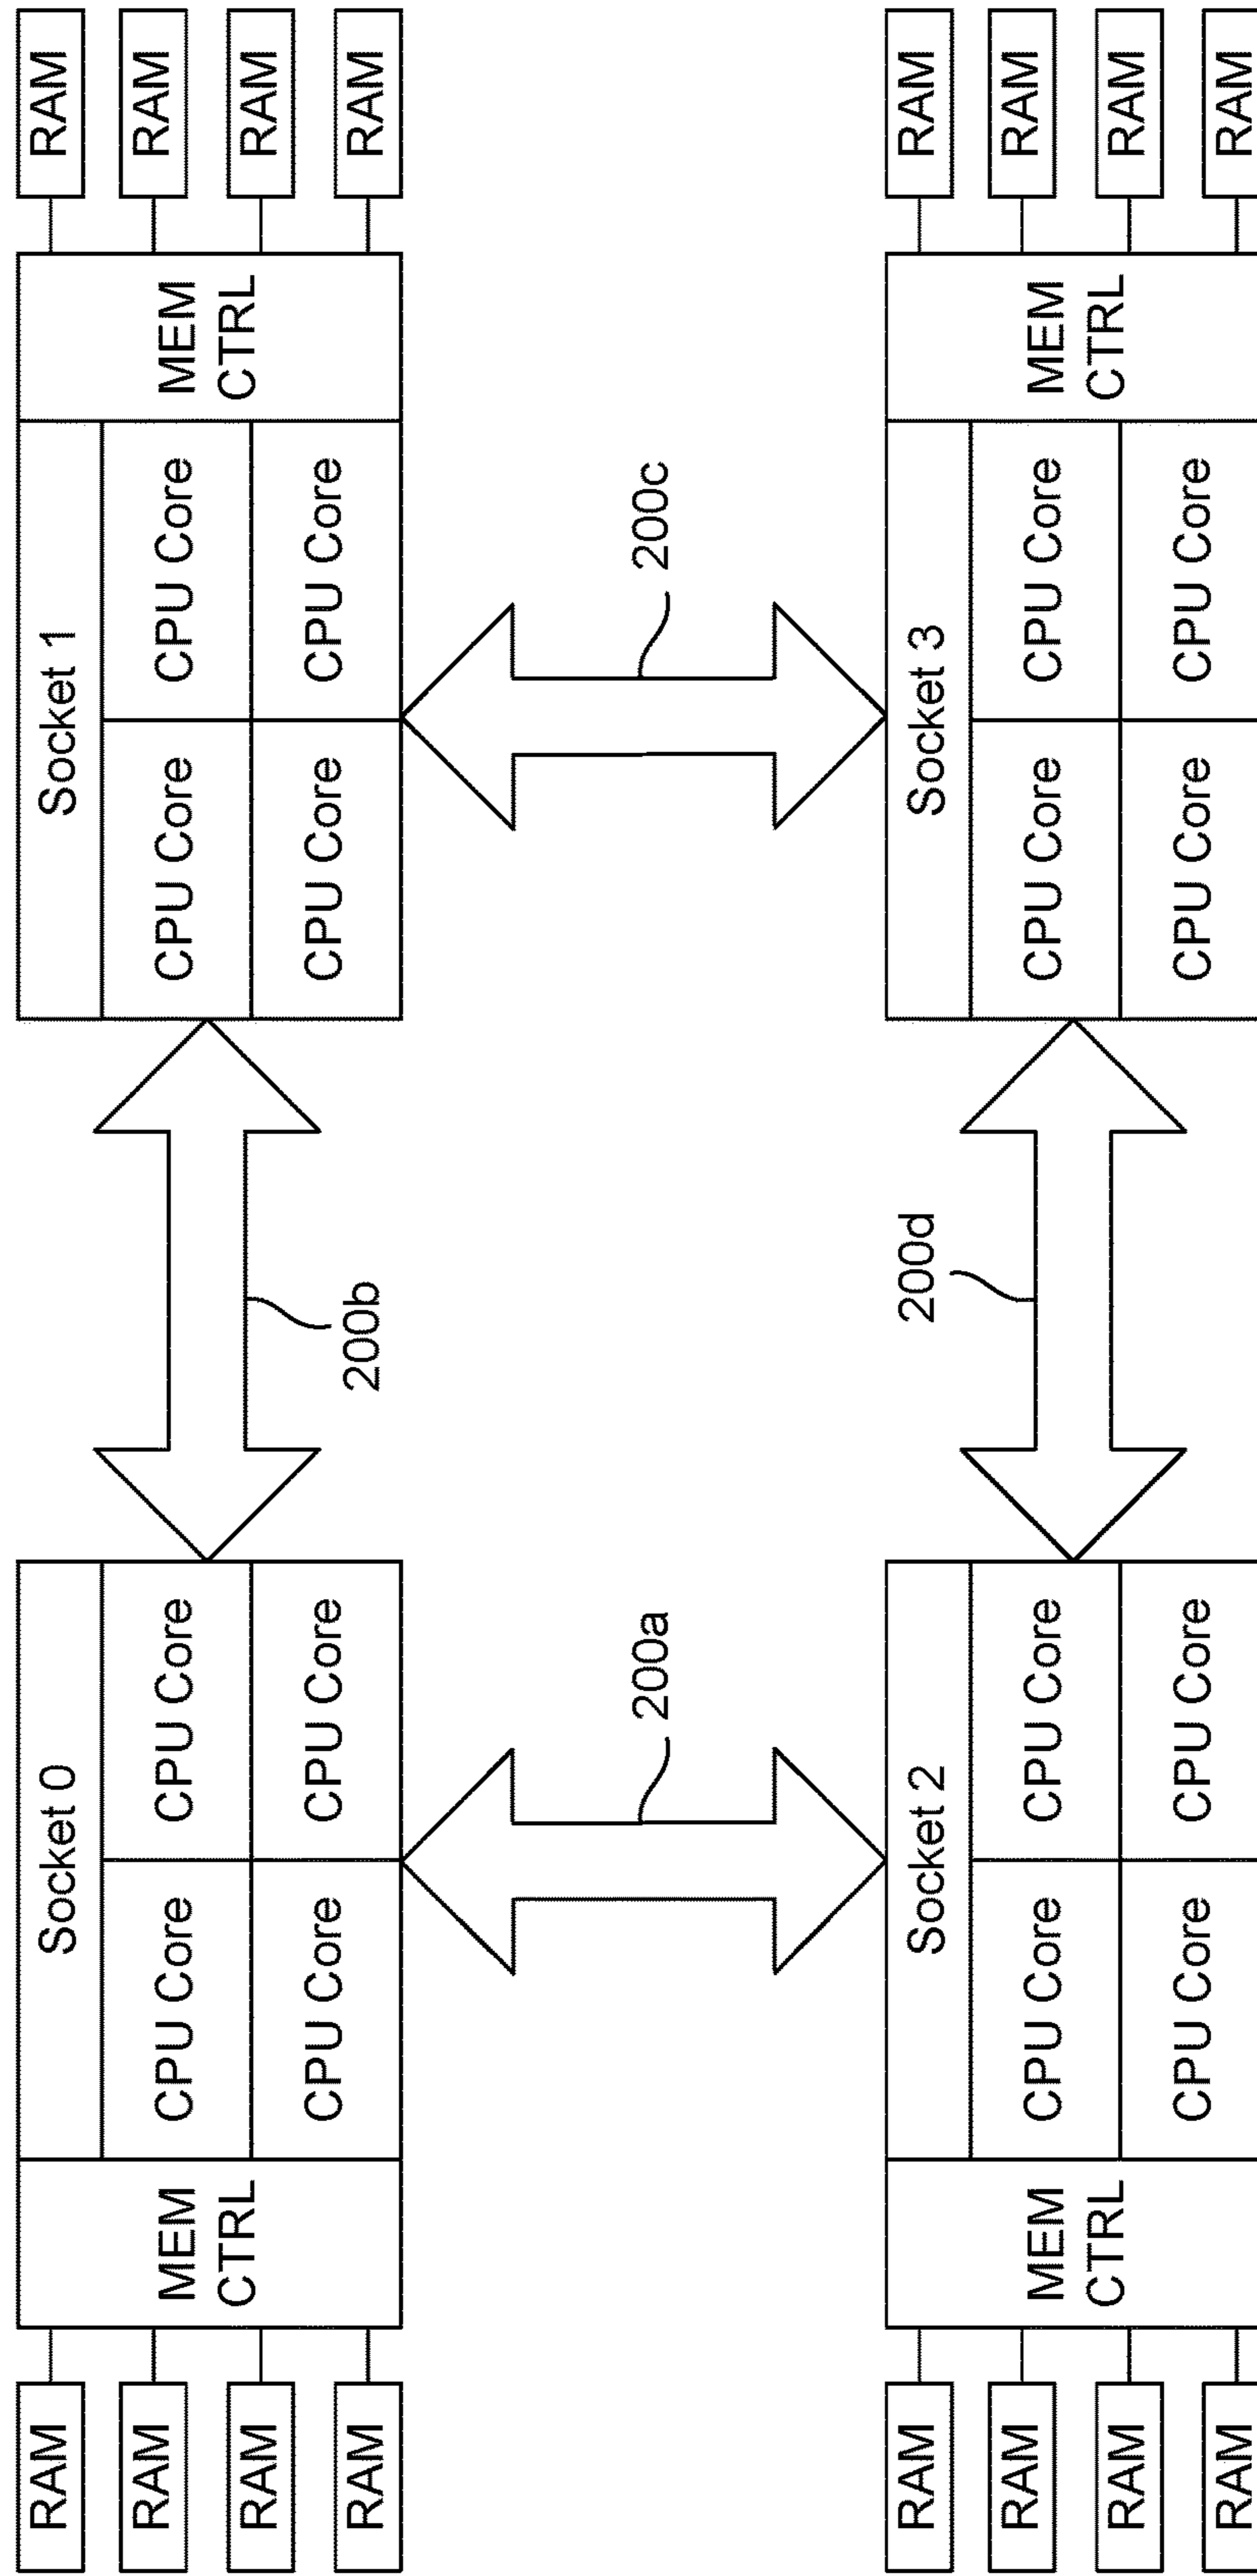 RAM
RAM
RAM
RAM
MEM
CTRL
Socket 0
CPU Core
CPU Core
CPU Core
CPU Core
200b
Socket 1
CPU Core
CPU Core
CPU Core
CPU Core
MEM
CTRL
RAM
RAM
RAM
RAM
200a
200c
RAM
RAM
RAM
RAM
MEM
CTRL
Socket 2
CPU Core
CPU Core
CPU Core
CPU Core
200d
Socket 3
CPU Core
CPU Core
CPU Core
CPU Core
MEM
CTRL
RAM
RAM
RAM
RAM